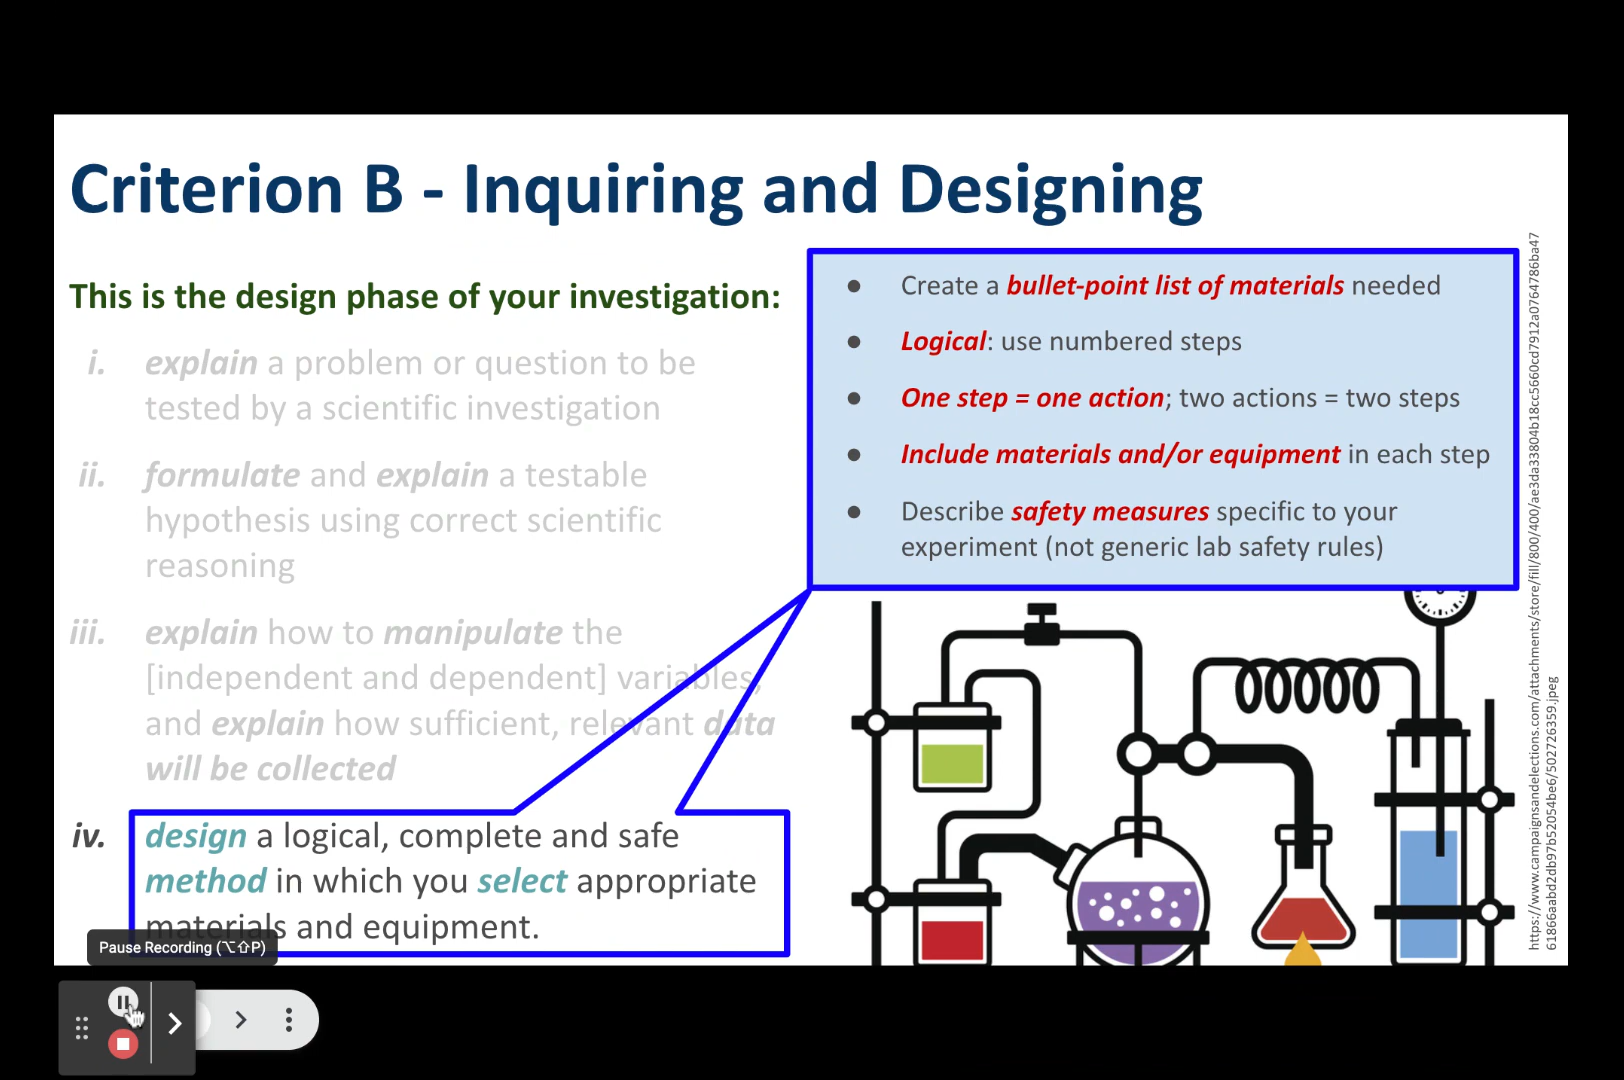 Criterion B - Inquiring and Designing
This is the design phase of your investigation:
i. explain a problem or question to be
tested by a scientific investigation
ii. formulate and explain a testable
hypothesis using correct scientific
reasoning
iii. explain how to manipulate the
[independent and dependent] variables,
and explain how sufficient, relevant data
will be collected
iv. design a logical, complete and safe
method in which you select appropriate
materials and equipment.
● Create a bullet-point list of materials needed
● Logical: use numbered steps
● One step = one action; two actions = two steps
● Include materials and/or equipment in each step
● Describe safety measures specific to your
experiment (not generic lab safety rules)
https://www.campaignsandelections.com/attachments/store/fill/800/400/ae3da33804b18cc5660cd7912a0764786ba47
61866aabd2db97b52054be6/502726359.jpeg
Pause Recording (⌥⇧P)